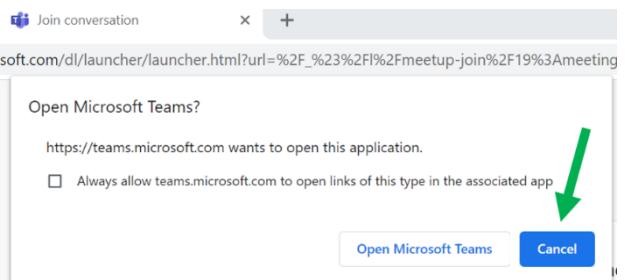 Join conversation
soft.com/dl/launcher/launcher.html?url=%2F_%23%2Fl%2Fmeetup-join%2F19%3Ameeting
Open Microsoft Teams?
https://teams.microsoft.com wants to open this application.
Always allow teams.microsoft.com to open links of this type in the associated app
Open Microsoft Teams Cancel